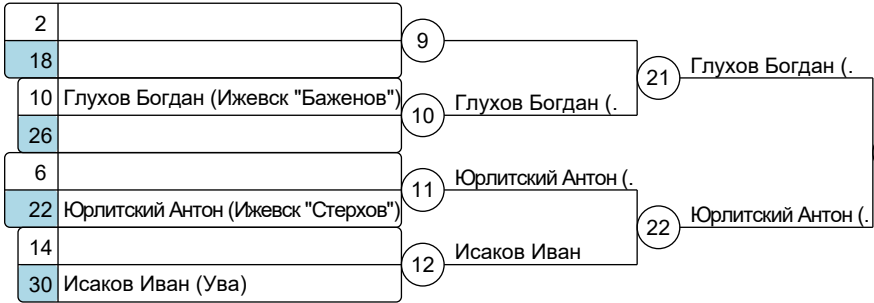 2
9
18
21 Глухов Богдан (.
10 Глухов Богдан (Ижевск "Баженов")
10 Глухов Богдан (.
26
6
11 Юрлитский Антон (.
22 Юрлитский Антон (Ижевск "Стерхов")
22 Юрлитский Антон (.
14
12 Исаков Иван
30 Исаков Иван (Ува)